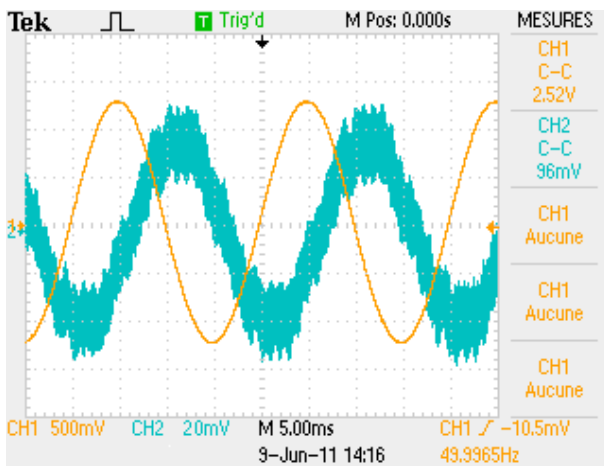 Tek T Trig'd M Pos: 0.000s MESURES
CH1
C-C
2.52V
CH2
C-C
96mV
CH1
Aucune
CH1
Aucune
CH1
Aucune
2
CH1 500mV CH2 20mV M 5.00ms CH1 -10.5mV
9-Jun-11 14:16 49.9965Hz